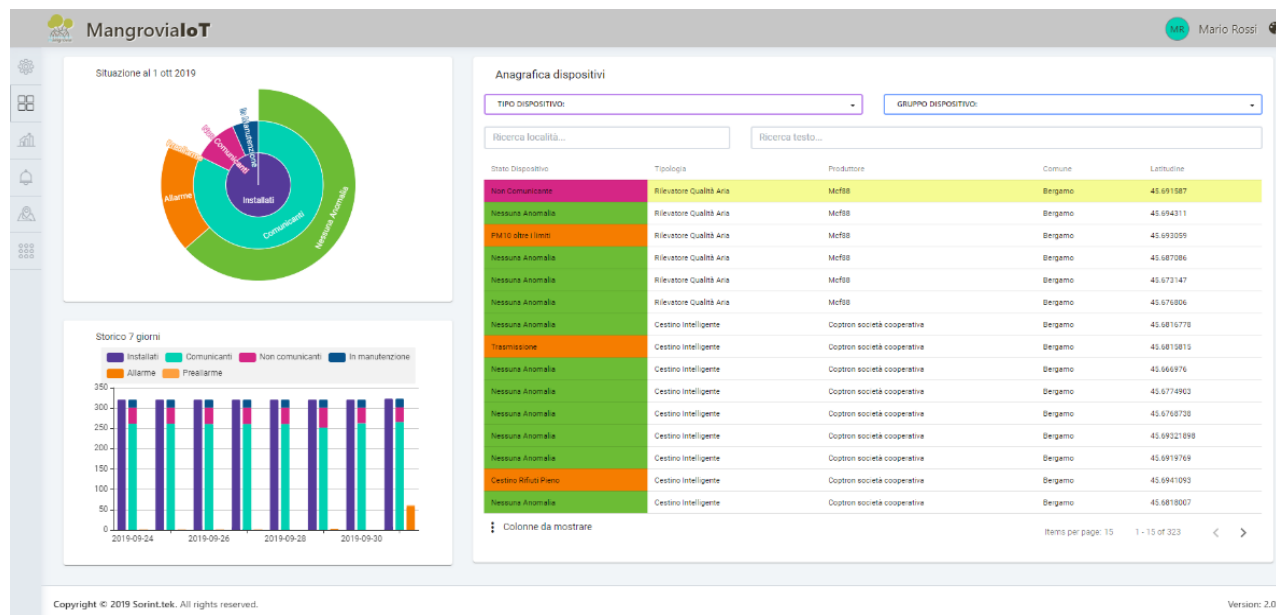 MangroviaIoT
MR Mario Rossi
Situazione al 1 ott 2019
Installati
Comunicanti
Non Comunicanti
In Manutenzione
Nessuna Anomalia
Allarme
Preallarme
Storico 7 giorni
Installati Comunicanti Non comunicanti In manutenzione
Allarme Preallarme
350
300
250
200
150
100
50
0
2019-09-24 2019-09-26 2019-09-28 2019-09-30
Anagrafica dispositivi
TIPO DISPOSITIVO: GRUPPO DISPOSITIVO:
Ricerca località... Ricerca testo...
Stato Dispositivo Tipologia Produttore Comune Latitudine
Non Comunicante Rilevatore Qualità Aria Mcf88 Bergamo 45.691587
Nessuna Anomalia Rilevatore Qualità Aria Mcf88 Bergamo 45.694311
PM10 oltre i limiti Rilevatore Qualità Aria Mcf88 Bergamo 45.693059
Nessuna Anomalia Rilevatore Qualità Aria Mcf88 Bergamo 45.687086
Nessuna Anomalia Rilevatore Qualità Aria Mcf88 Bergamo 45.673147
Nessuna Anomalia Rilevatore Qualità Aria Mcf88 Bergamo 45.676806
Nessuna Anomalia Cestino Intelligente Coptron società cooperativa Bergamo 45.6816778
Trasmissione Cestino Intelligente Coptron società cooperativa Bergamo 45.6815815
Nessuna Anomalia Cestino Intelligente Coptron società cooperativa Bergamo 45.666976
Nessuna Anomalia Cestino Intelligente Coptron società cooperativa Bergamo 45.6774903
Nessuna Anomalia Cestino Intelligente Coptron società cooperativa Bergamo 45.6768738
Nessuna Anomalia Cestino Intelligente Coptron società cooperativa Bergamo 45.69321898
Nessuna Anomalia Cestino Intelligente Coptron società cooperativa Bergamo 45.6919769
Cestino Rifiuti Pieno Cestino Intelligente Coptron società cooperativa Bergamo 45.6941093
Nessuna Anomalia Cestino Intelligente Coptron società cooperativa Bergamo 45.6818007
Colonne da mostrare Items per page: 15 1 - 15 of 323
Copyright © 2019 Sorint.tek. All rights reserved. Version: 2.0